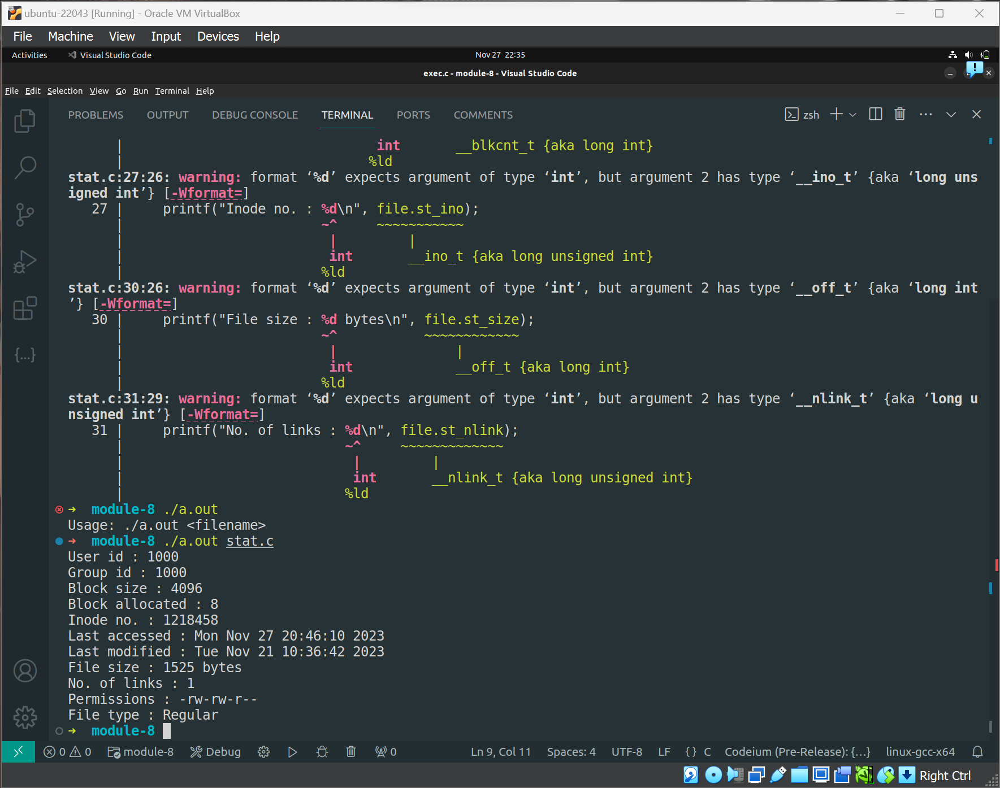 ubuntu-22043 [Running] - Oracle VM VirtualBox
File Machine View Input Devices Help
Activities Visual Studio Code Nov 27 22:35
exec.c - module-8 - Visual Studio Code
File Edit Selection View Go Run Terminal Help
PROBLEMS OUTPUT DEBUG CONSOLE TERMINAL PORTS COMMENTS zsh
| int __blkcnt_t {aka long int}
| %ld
stat.c:27:26: warning: format ‘%d’ expects argument of type ‘int’, but argument 2 has type ‘__ino_t’ {aka ‘long uns
igned int’} [-Wformat=]
27 | printf("Inode no. : %d\n", file.st_ino);
| ~^ ~~~~~~~~~~~
| | |
| int __ino_t {aka long unsigned int}
| %ld
stat.c:30:26: warning: format ‘%d’ expects argument of type ‘int’, but argument 2 has type ‘__off_t’ {aka ‘long int
’} [-Wformat=]
30 | printf("File size : %d bytes\n", file.st_size);
| ~^ ~~~~~~~~~~~~
| | |
| int __off_t {aka long int}
| %ld
stat.c:31:29: warning: format ‘%d’ expects argument of type ‘int’, but argument 2 has type ‘__nlink_t’ {aka ‘long u
nsigned int’} [-Wformat=]
31 | printf("No. of links : %d\n", file.st_nlink);
| ~^ ~~~~~~~~~~~~~
| | |
| int __nlink_t {aka long unsigned int}
| %ld
➜ module-8 ./a.out
Usage: ./a.out <filename>
➜ module-8 ./a.out stat.c
User id : 1000
Group id : 1000
Block size : 4096
Block allocated : 8
Inode no. : 1218458
Last accessed : Mon Nov 27 20:46:10 2023
Last modified : Tue Nov 21 10:36:42 2023
File size : 1525 bytes
No. of links : 1
Permissions : -rw-rw-r--
File type : Regular
➜ module-8
0 0 module-8 Debug 0 Ln 9, Col 11 Spaces: 4 UTF-8 LF {} C Codeium (Pre-Release): {...} linux-gcc-x64
Right Ctrl